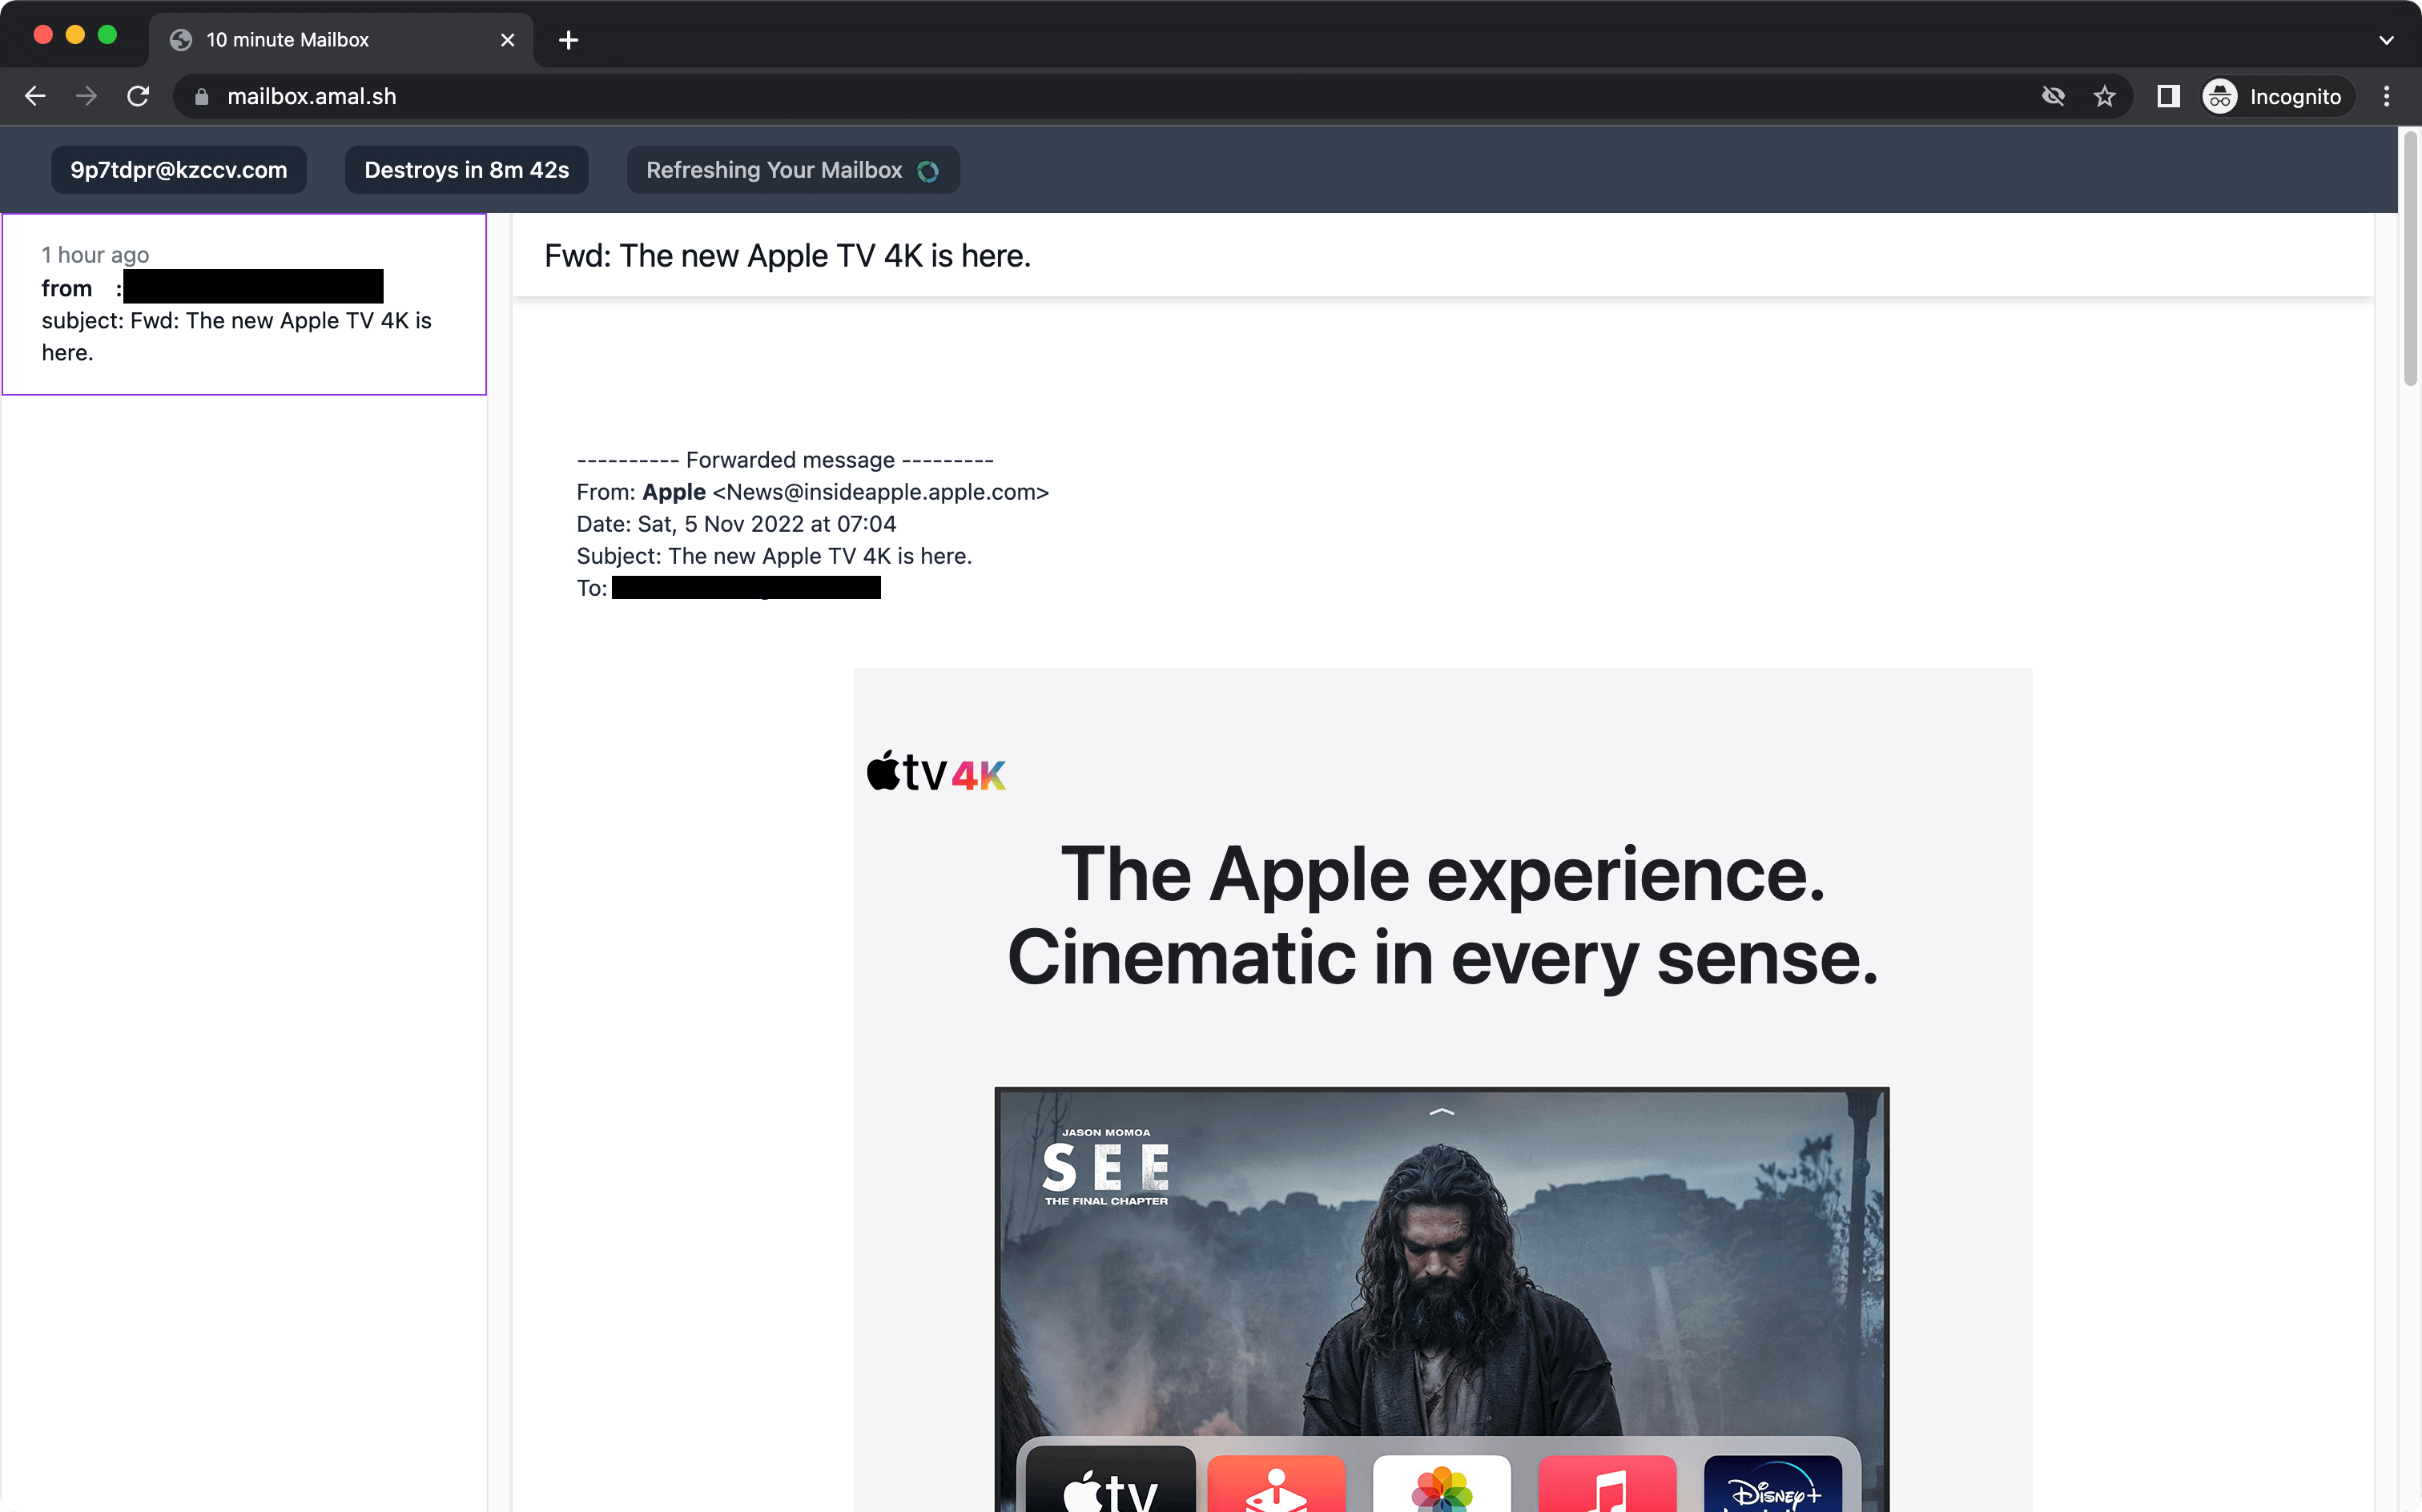 10 minute Mailbox
mailbox.amal.sh
Incognito
9p7tdpr@kzccv.com
Destroys in 8m 42s
Refreshing Your Mailbox
1 hour ago
from :
subject: Fwd: The new Apple TV 4K is
here.
Fwd: The new Apple TV 4K is here.
---------- Forwarded message ---------
From: Apple <News@insideapple.apple.com>
Date: Sat, 5 Nov 2022 at 07:04
Subject: The new Apple TV 4K is here.
To:
tv 4K
The Apple experience.
Cinematic in every sense.
JASON MOMOA
SEE
THE FINAL CHAPTER
tv
Disney+